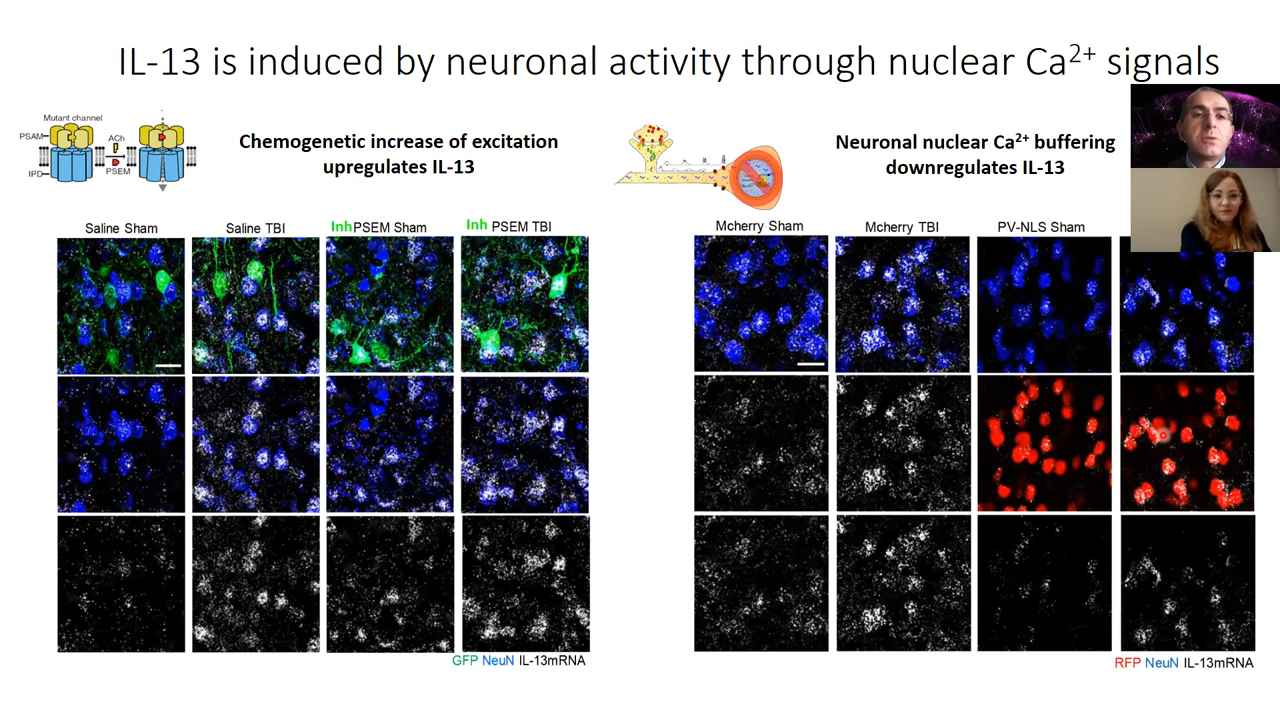 IL-13 is induced by neuronal activity through nuclear Ca2+ signals
Mutant channel
PSAM
ACh
PSEM
IPD
Chemogenetic increase of excitation
upregulates IL-13
Neuronal nuclear Ca2+ buffering
downregulates IL-13
Saline Sham
Saline TBI
Inh PSEM Sham
Inh PSEM TBI
Mcherry Sham
Mcherry TBI
PV-NLS Sham
GFP NeuN IL-13mRNA
RFP NeuN IL-13mRNA